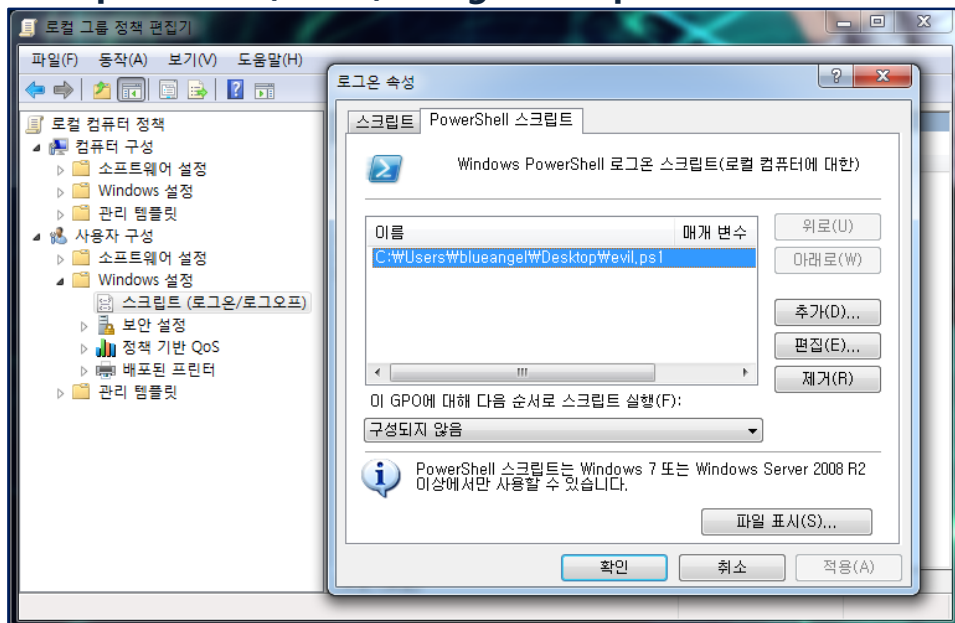 로컬 그룹 정책 편집기
파일(F) 동작(A) 보기(V) 도움말(H)
로컬 컴퓨터 정책
컴퓨터 구성
소프트웨어 설정
Windows 설정
관리 템플릿
사용자 구성
소프트웨어 설정
Windows 설정
스크립트 (로그온/로그오프)
보안 설정
정책 기반 QoS
배포된 프린터
관리 템플릿
로그온 속성
스크립트 PowerShell 스크립트
Windows PowerShell 로그온 스크립트(로컬 컴퓨터에 대한)
이름 매개 변수
C:₩Users₩blueangel₩Desktop₩evil.ps1
위로(U)
아래로(W)
추가(D)...
편집(E)...
제거(R)
이 GPO에 대해 다음 순서로 스크립트 실행(F):
구성되지 않음
PowerShell 스크립트는 Windows 7 또는 Windows Server 2008 R2
이상에서만 사용할 수 있습니다.
파일 표시(S)...
확인 취소 적용(A)